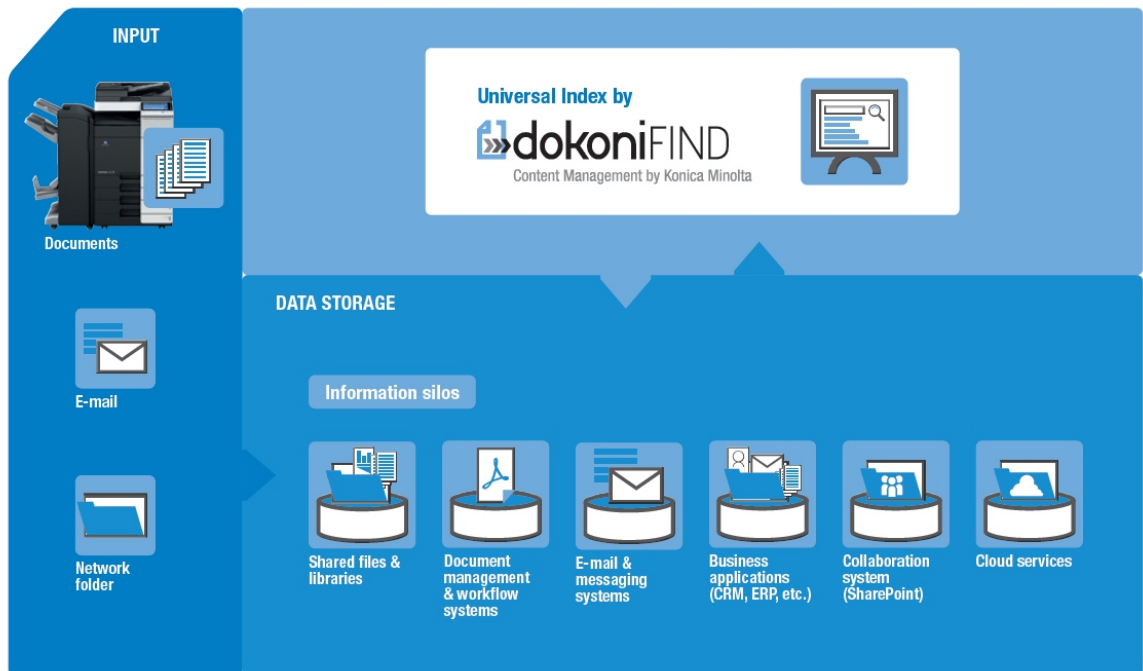 INPUT
Documents
E-mail
Network
folder
Universal Index by
dokoniFIND
Content Management by Konica Minolta
DATA STORAGE
Information silos
Shared files &
libraries
Document
management
& workflow
systems
E-mail &
messaging
systems
Business
applications
(CRM, ERP, etc.)
Collaboration
system
(SharePoint)
Cloud services